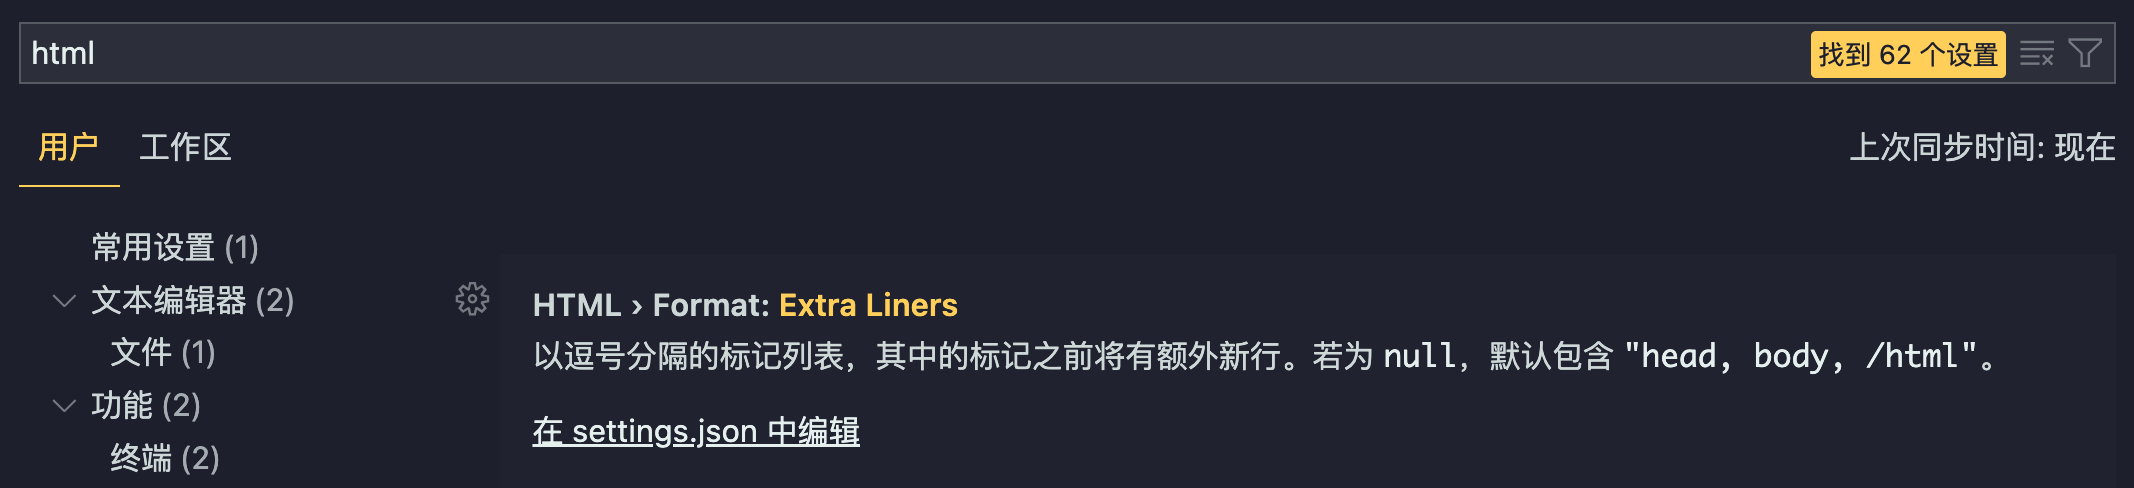 html
找到 62 个设置
用户
工作区
上次同步时间: 现在
常用设置 (1)
文本编辑器 (2)
文件 (1)
功能 (2)
终端 (2)
HTML › Format: Extra Liners
以逗号分隔的标记列表，其中的标记之前将有额外新行。若为 null，默认包含 "head, body, /html"。
在 settings.json 中编辑